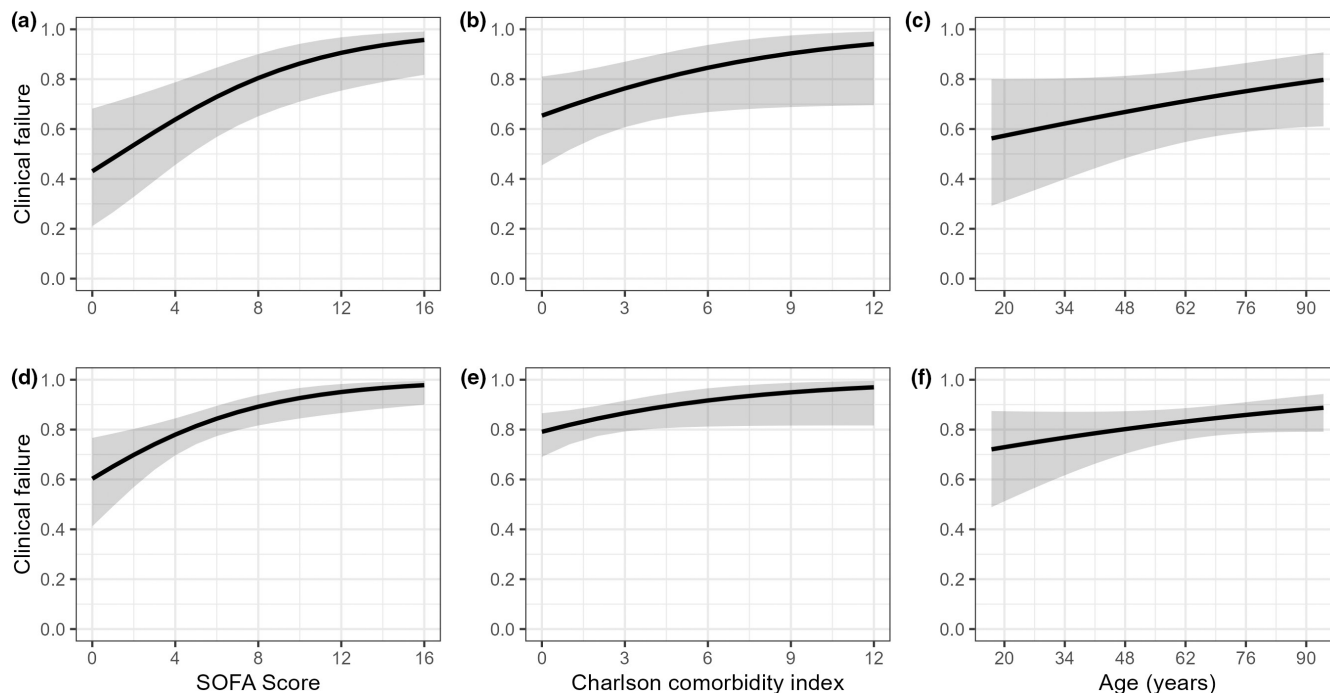 (a)
Clinical failure
1.0
0.8
0.6
0.4
0.2
0.0
0 4 8 12 16
(b)
1.0
0.8
0.6
0.4
0.2
0.0
0 3 6 9 12
(c)
1.0
0.8
0.6
0.4
0.2
0.0
20 34 48 62 76 90
(d)
Clinical failure
1.0
0.8
0.6
0.4
0.2
0.0
0 4 8 12 16
SOFA Score
(e)
1.0
0.8
0.6
0.4
0.2
0.0
0 3 6 9 12
Charlson comorbidity index
(f)
1.0
0.8
0.6
0.4
0.2
0.0
20 34 48 62 76 90
Age (years)